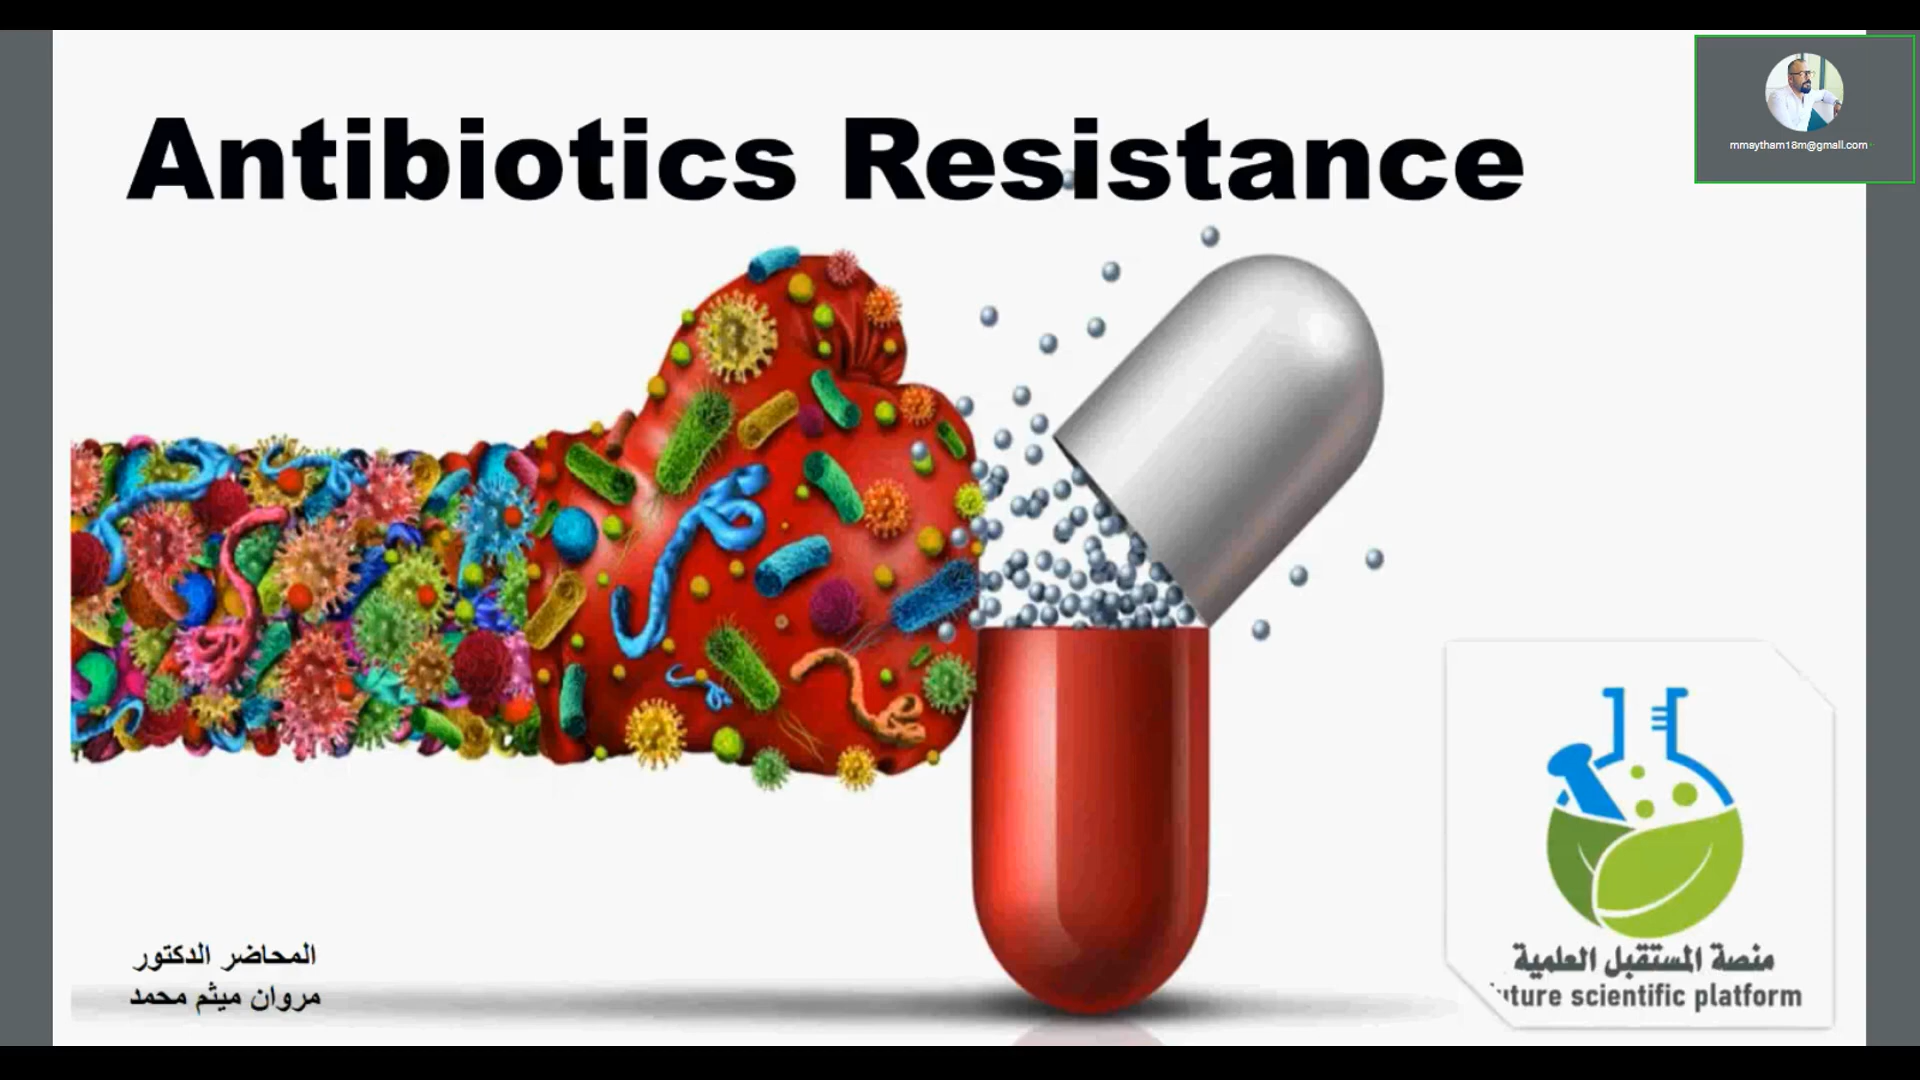 Antibiotics Resistance
mmaytham18m@gmail.com
المحاضر الدكتور
مروان ميثم محمد
منصة المستقبل العلمية
uture scientific platform